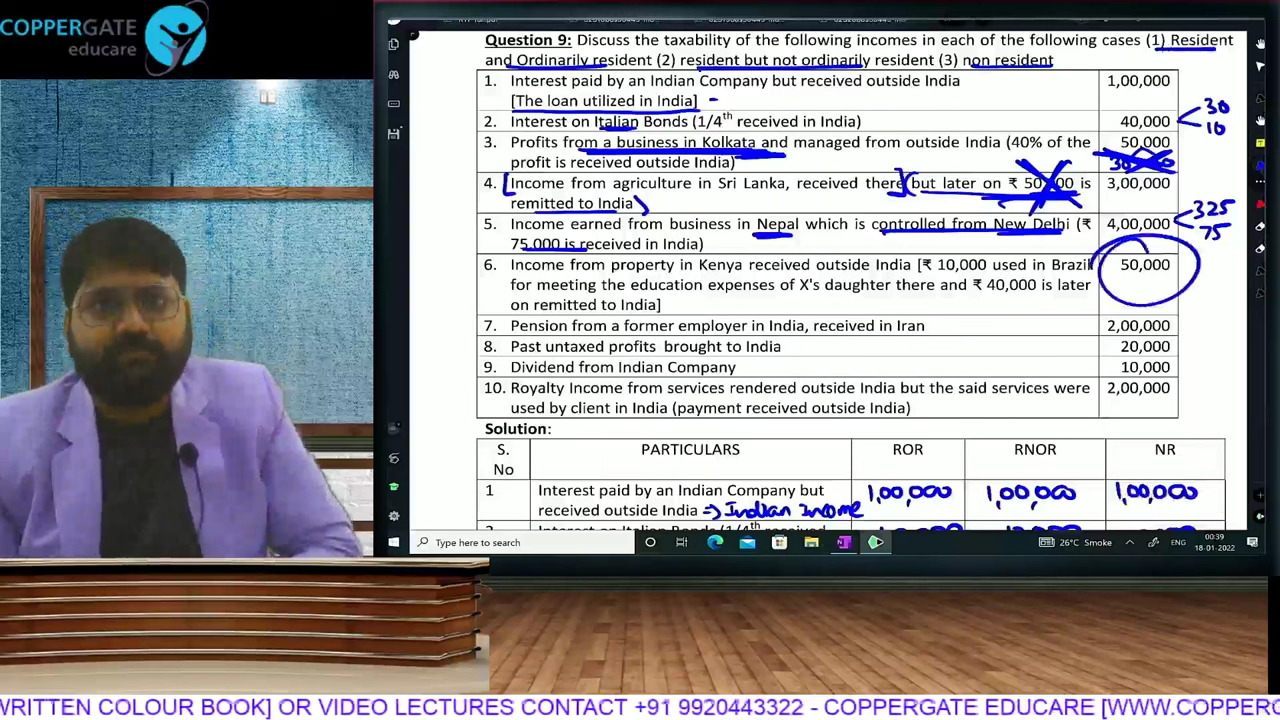 COPPERGATE
educare
Question 9: Discuss the taxability of the following incomes in each of the following cases (1) Resident
and Ordinarily resident (2) resident but not ordinarily resident (3) non resident
1. Interest paid by an Indian Company but received outside India 1,00,000
[The loan utilized in India]
2. Interest on Italian Bonds (1/4th received in India) 40,000
30
10
3. Profits from a business in Kolkata and managed from outside India (40% of the 50,000
profit is received outside India)
4. Income from agriculture in Sri Lanka, received there but later on ₹ 50,000 is 3,00,000
remitted to India
5. Income earned from business in Nepal which is controlled from New Delhi (₹ 4,00,000
75,000 is received in India)
325
75
6. Income from property in Kenya received outside India [₹ 10,000 used in Brazil 50,000
for meeting the education expenses of X's daughter there and ₹ 40,000 is later
on remitted to India]
7. Pension from a former employer in India, received in Iran 2,00,000
8. Past untaxed profits brought to India 20,000
9. Dividend from Indian Company 10,000
10. Royalty Income from services rendered outside India but the said services were 2,00,000
used by client in India (payment received outside India)
Solution:
S. No PARTICULARS ROR RNOR NR
1 Interest paid by an Indian Company but 1,00,000 1,00,000 1,00,000
received outside India → Indian Income
Type here to search
26°C Smoke
ENG
00:39
18-01-2022
WRITTEN COLOUR BOOK] OR VIDEO LECTURES CONTACT +91 9920443322 - COPPERGATE EDUCARE [WWW.COPPERG